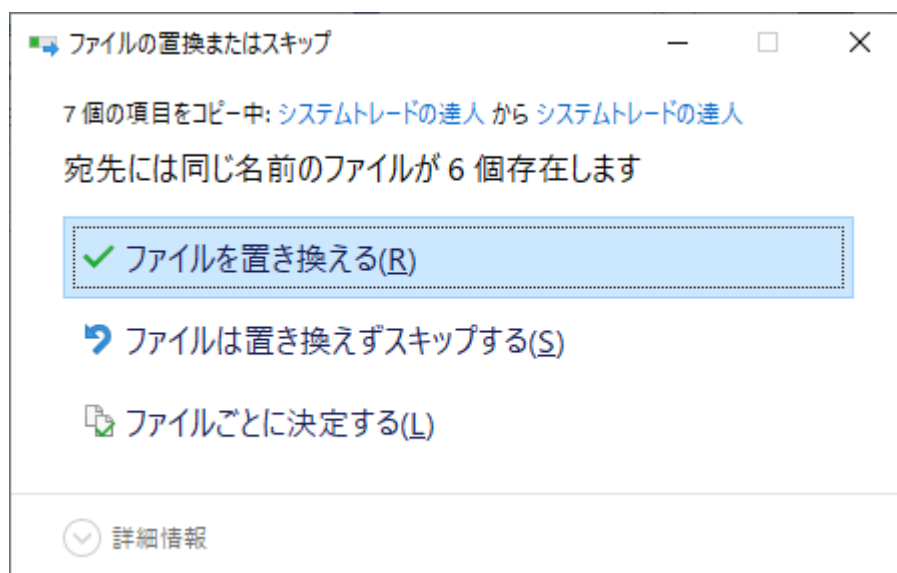 ファイルの置換またはスキップ
7 個の項目をコピー中: システムトレードの達人 から システムトレードの達人
宛先には同じ名前のファイルが 6 個存在します
ファイルを置き換える(R)
ファイルは置き換えずスキップする(S)
ファイルごとに決定する(L)
詳細情報